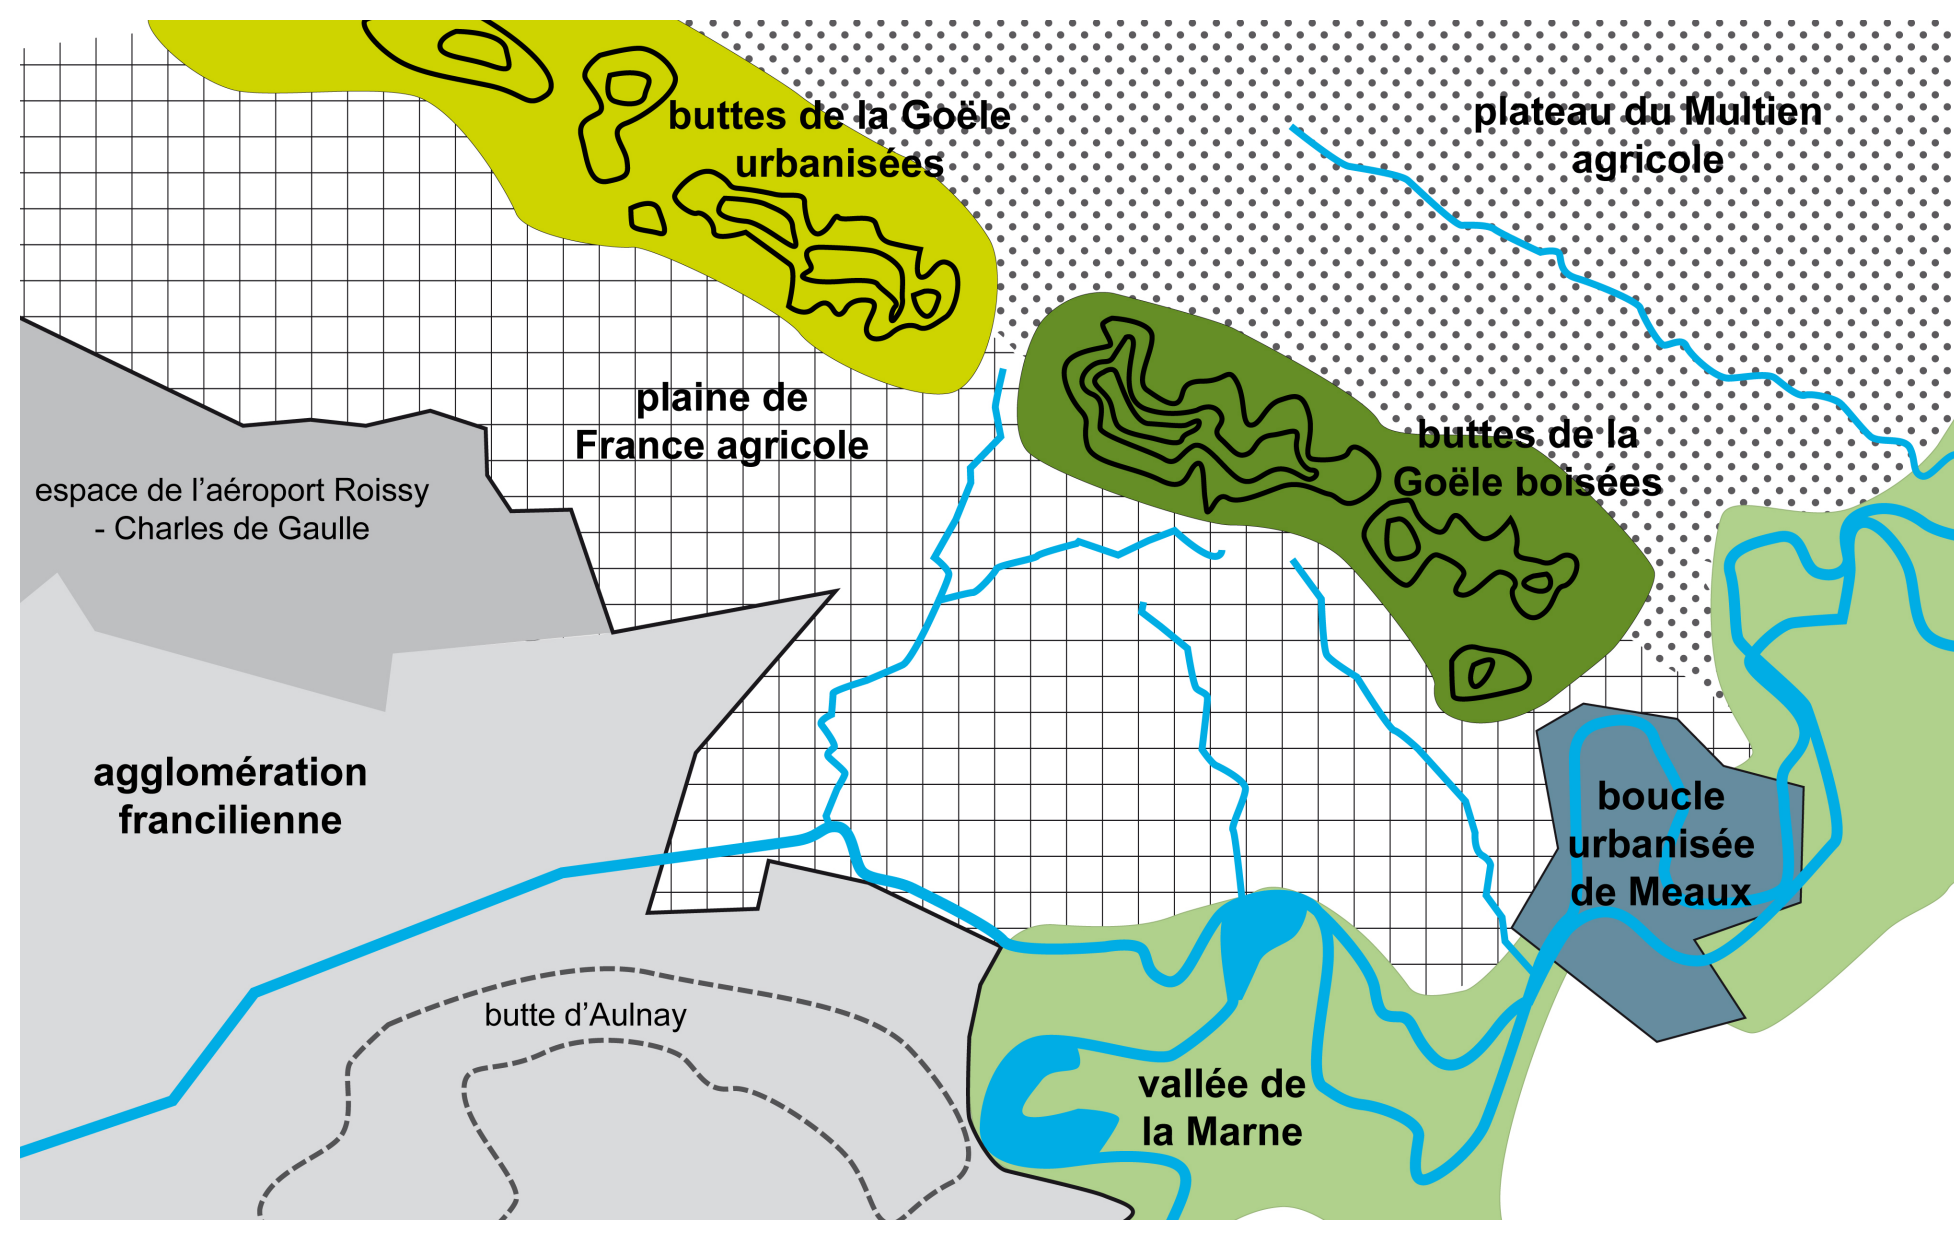 buttes de la Goële
urbanisées
plateau du Multien
agricole
plaine de
France agricole
buttes de la
Goële boisées
espace de l’aéroport Roissy
- Charles de Gaulle
agglomération
francilienne
boucle
urbanisée
de Meaux
butte d’Aulnay
vallée de
la Marne